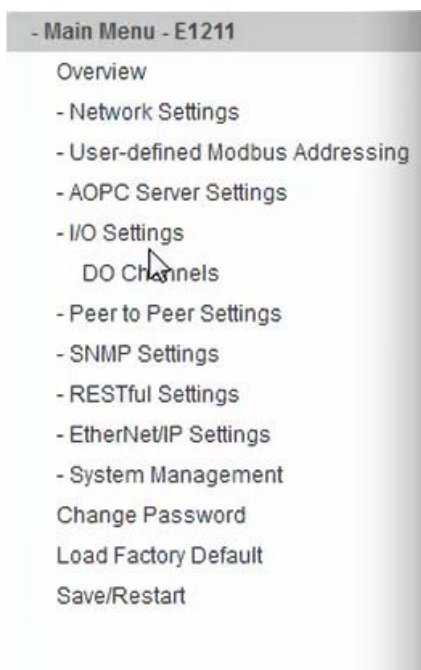 - Main Menu - E1211
Overview
- Network Settings
- User-defined Modbus Addressing
- AOPC Server Settings
- I/O Settings
DO Channels
- Peer to Peer Settings
- SNMP Settings
- RESTful Settings
- EtherNet/IP Settings
- System Management
Change Password
Load Factory Default
Save/Restart